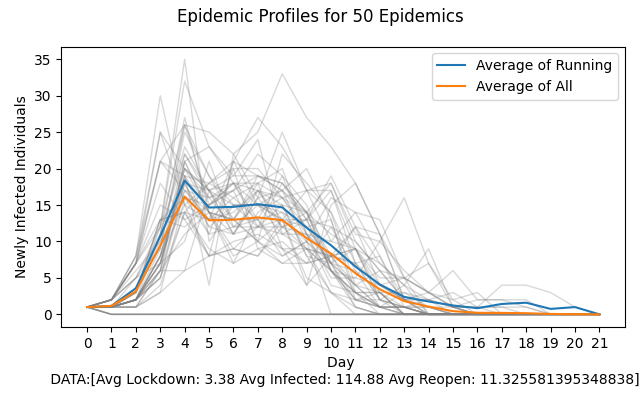 Epidemic Profiles for 50 Epidemics
Average of Running
Average of All
Newly Infected Individuals
35
30
25
20
15
10
5
0
0 1 2 3 4 5 6 7 8 9 10 11 12 13 14 15 16 17 18 19 20 21
Day
DATA:[Avg Lockdown: 3.38 Avg Infected: 114.88 Avg Reopen: 11.325581395348838]